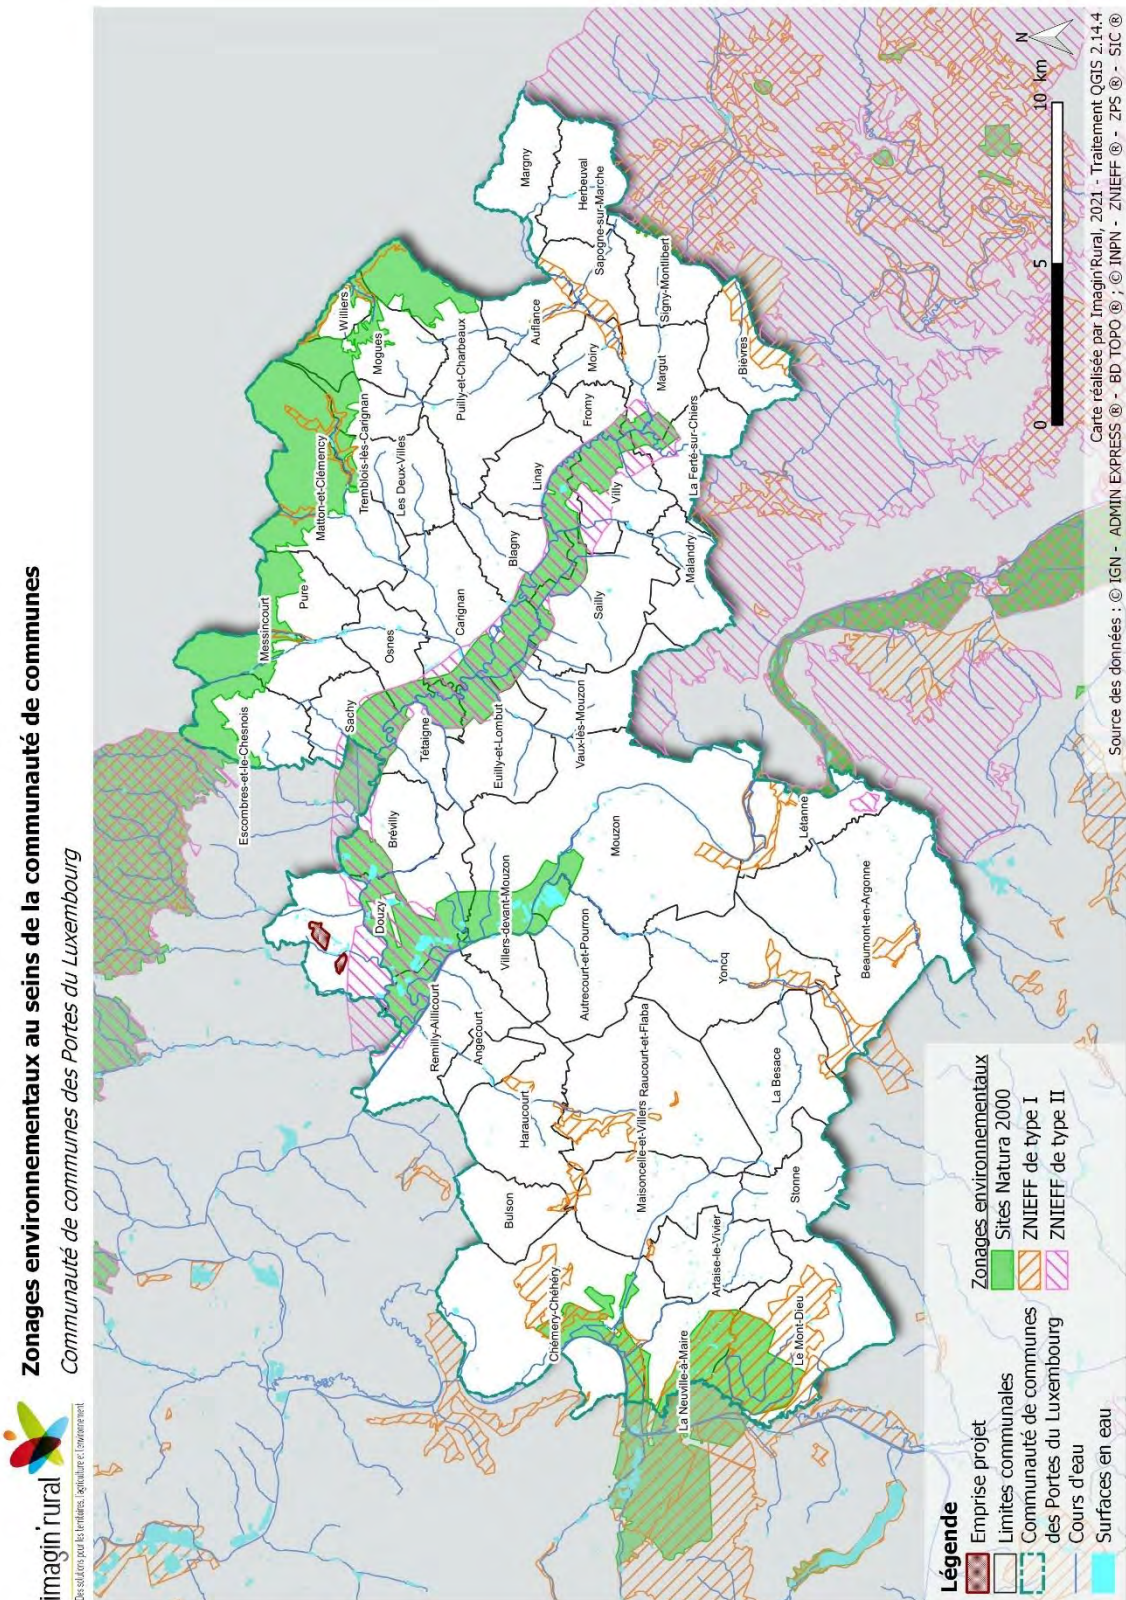 imagin'rural
Des solutions pour les territoires, l'agriculture et l'environnement
Zonages environnementaux au seins de la communauté de communes
Communauté de communes des Portes du Luxembourg
Margny
Herbeuval
Sapogne-sur-Marche
Signy-Montlibert
Bièvres
Williers
Mogues
Puilly-et-Charbeaux
Auflance
Moiry
Margut
Fromy
La Ferté-sur-Chiers
Matton-et-Clémency
Tremblois-lès-Carignan
Les Deux-Villes
Linay
Villy
Blagny
Malandry
Messincourt
Pure
Osnes
Carignan
Sailly
Escombres-et-le-Chesnois
Sachy
Tétaigne
Euilly-et-Lombut
Vaux-lès-Mouzon
Brévilly
Douzy
Villers-devant-Mouzon
Mouzon
Létanne
Remilly-Aillicourt
Angecourt
Autrecourt-et-Pourron
Yoncq
Beaumont-en-Argonne
Haraucourt
Raucourt-et-Flaba
La Besace
Bulson
Maisoncelle-et-Villers
Stonne
Chémery-Chéhéry
Artaise-le-Vivier
La Neuville-à-Maire
Le Mont-Dieu
Légende
Emprise projet
Limites communales
Communauté de communes
des Portes du Luxembourg
Cours d'eau
Surfaces en eau
Zonages environnementaux
Sites Natura 2000
ZNIEFF de type I
ZNIEFF de type II
N
0 5 10 km
Carte réalisée par Imagin'Rural, 2021 - Traitement QGIS 2.14.4
Source des données : © IGN - ADMIN EXPRESS ® - BD TOPO ® ; © INPN - ZNIEFF ® - ZPS ® - SIC ®